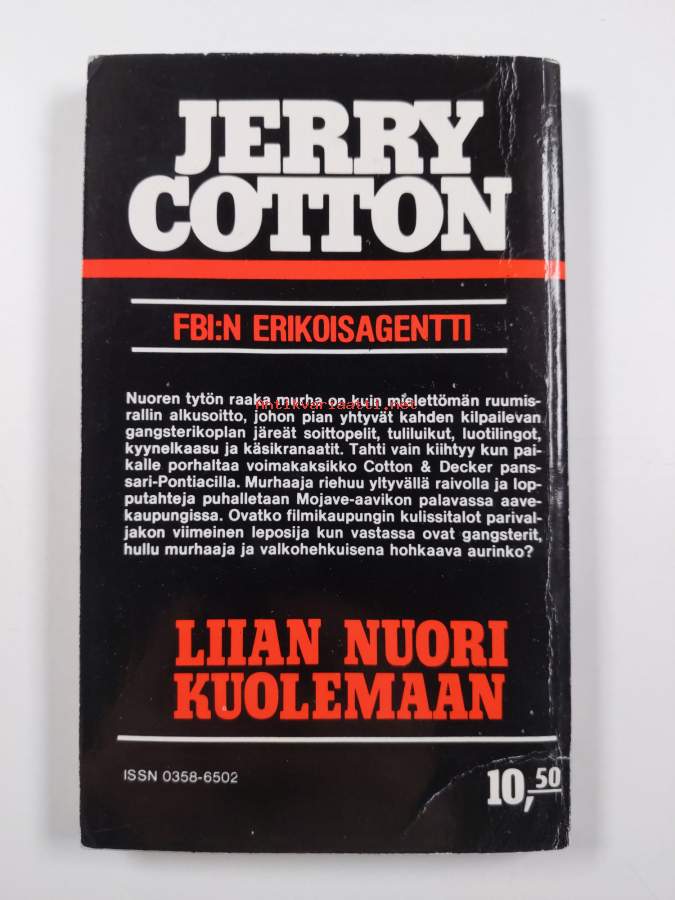 JERRY
COTTON
FBI:N ERIKOISAGENTTI
Nuoren tytön raaka murha on kuin mielettömän ruumis-
antikvariaatti.net
rallin alkusoitto, johon pian yhtyvät kahden kilpailevan
gangsterikoplan järeät soittopelit, tuliluikut, luotilingot,
kyynelkaasu ja käsikranaatit. Tahti vain kiihtyy kun pai-
kalle porhaltaa voimakaksikko Cotton & Decker pans-
sari-Pontiacilla. Murhaaja riehuu yltyvällä raivolla ja lop-
putahteja puhalletaan Mojave-aavikon palavassa aave-
kaupungissa. Ovatko filmikaupungin kulissitalot parival-
jakon viimeinen leposija kun vastassa ovat gangsterit,
hullu murhaaja ja valkohehkuisena hohkaava aurinko?
LIIAN NUORI
KUOLEMAAN
ISSN 0358-6502
10,50